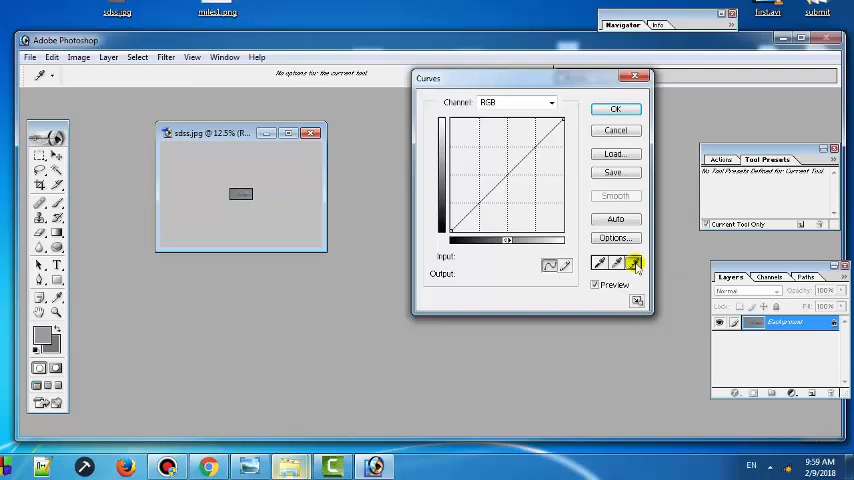 sdss.jpg
miles1.png
first.avi
submit
Navigator
Info
Adobe Photoshop
File Edit Image Layer Select Filter View Window Help
No options for the current tool
Curves
Channel: RGB
OK
Cancel
Load...
Save...
Smooth
Auto
Options...
Input:
Output:
Preview
sdss.jpg @ 12.5% (R...
Actions
Tool Presets
No Tool Presets Defined for Current Tool
Current Tool Only
Layers
Channels
Paths
Normal
Opacity: 100%
Lock:
Fill: 100%
Background
EN
9:59 AM
2/9/2018